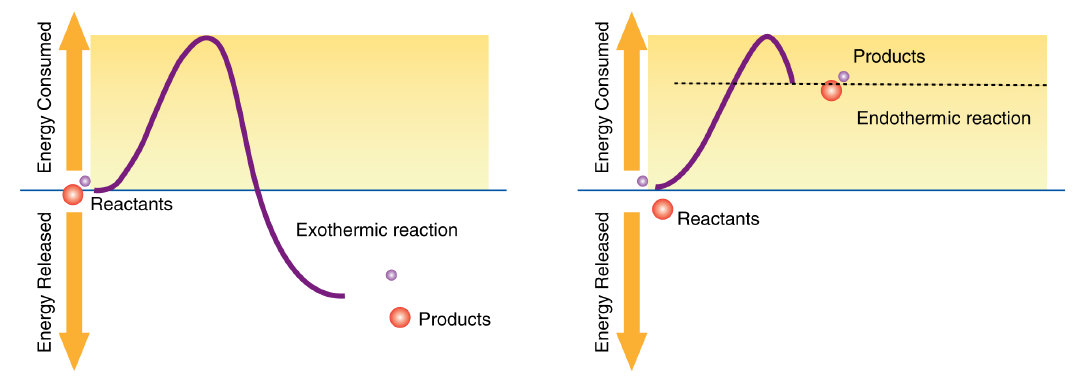 Energy Consumed
Reactants
Exothermic reaction
Energy Released
Products
Energy Consumed
Products
Endothermic reaction
Reactants
Energy Released